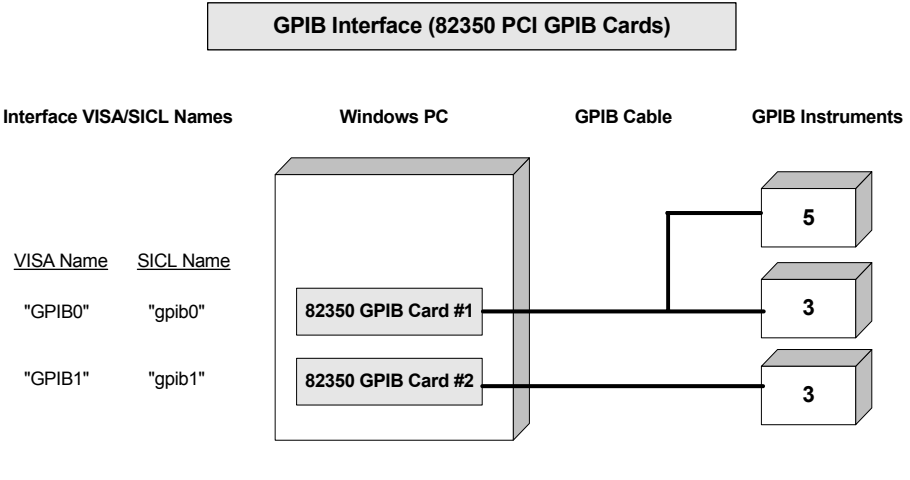 GPIB Interface (82350 PCI GPIB Cards)
Interface VISA/SICL Names
Windows PC
GPIB Cable
GPIB Instruments
5
VISA Name
SICL Name
"GPIB0"
"gpib0"
82350 GPIB Card #1
3
"GPIB1"
"gpib1"
82350 GPIB Card #2
3